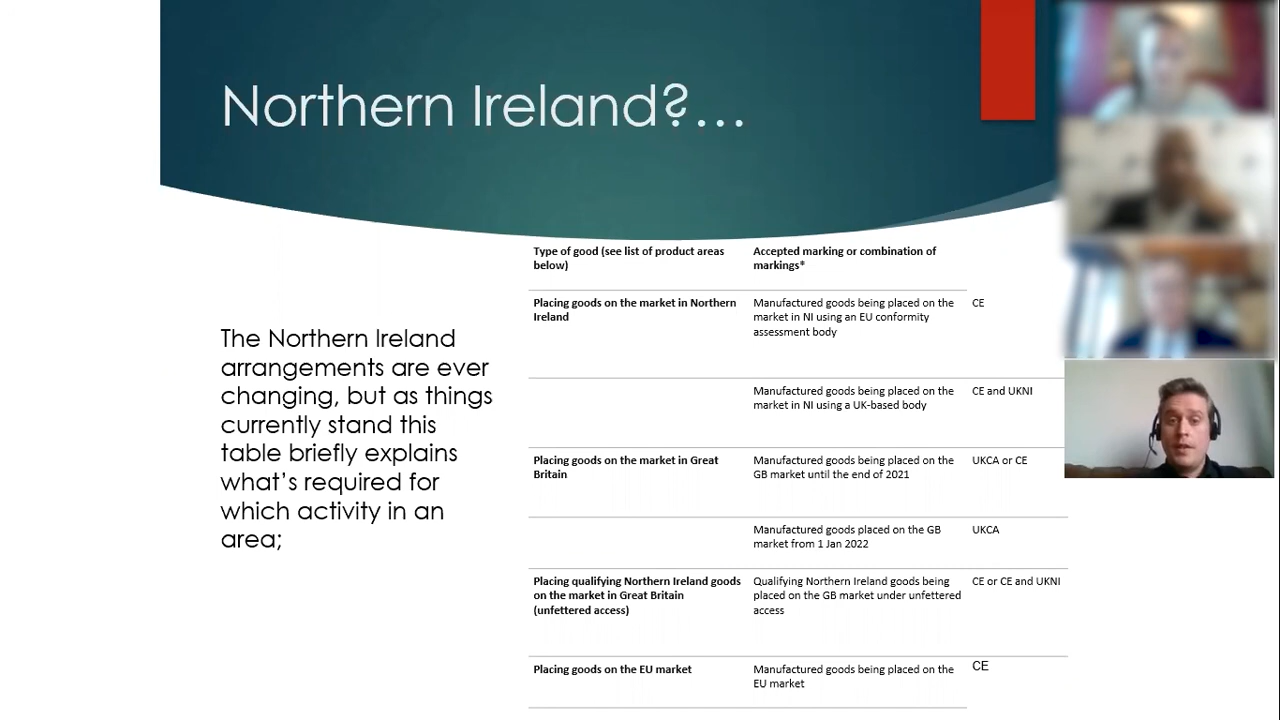 Northern Ireland?...
The Northern Ireland
arrangements are ever
changing, but as things
currently stand this
table briefly explains
what's required for
which activity in an
area;
Type of good (see list of product areas
below)
Accepted marking or combination of
markings*
Placing goods on the market in Northern
Ireland
Manufactured goods being placed on the
market in NI using an EU conformity
assessment body
CE
Manufactured goods being placed on the
market in NI using a UK-based body
CE and UKNI
Placing goods on the market in Great
Britain
Manufactured goods being placed on the
GB market until the end of 2021
UKCA or CE
Manufactured goods placed on the GB
market from 1 Jan 2022
UKCA
Placing qualifying Northern Ireland goods
on the market in Great Britain
(unfettered access)
Qualifying Northern Ireland goods being
placed on the GB market under unfettered
access
CE or CE and UKNI
Placing goods on the EU market
Manufactured goods being placed on the
EU market
CE